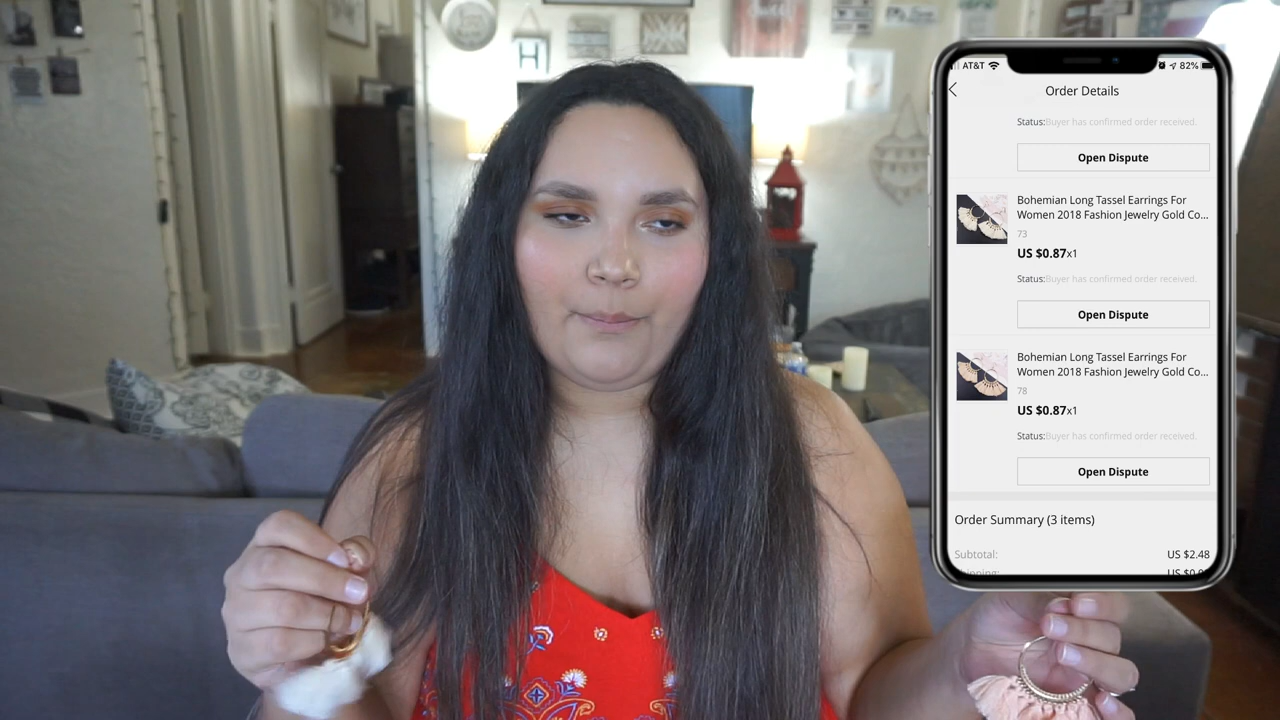 AT&T
82%
Order Details
Status:Buyer has confirmed order received.
Open Dispute
Bohemian Long Tassel Earrings For
Women 2018 Fashion Jewelry Gold Co...
73
US $0.87x1
Status:Buyer has confirmed order received.
Open Dispute
Bohemian Long Tassel Earrings For
Women 2018 Fashion Jewelry Gold Co...
78
US $0.87x1
Status:Buyer has confirmed order received.
Open Dispute
Order Summary (3 items)
Subtotal:
US $2.48
H